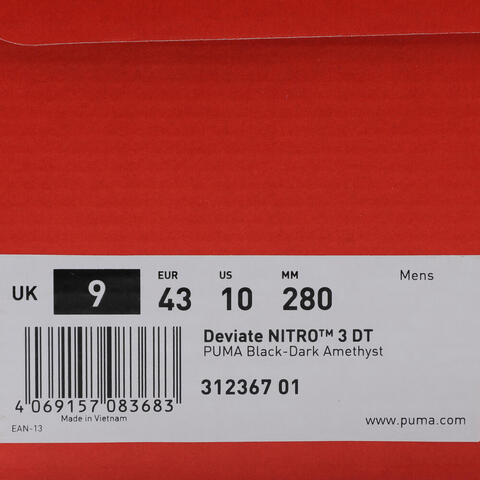 Mens
EUR US MM
UK 9 43 10 280
Deviate NITRO™ 3 DT
PUMA Black-Dark Amethyst
312367 01
4 069157 083683
Made in Vietnam
EAN-13
www.puma.com